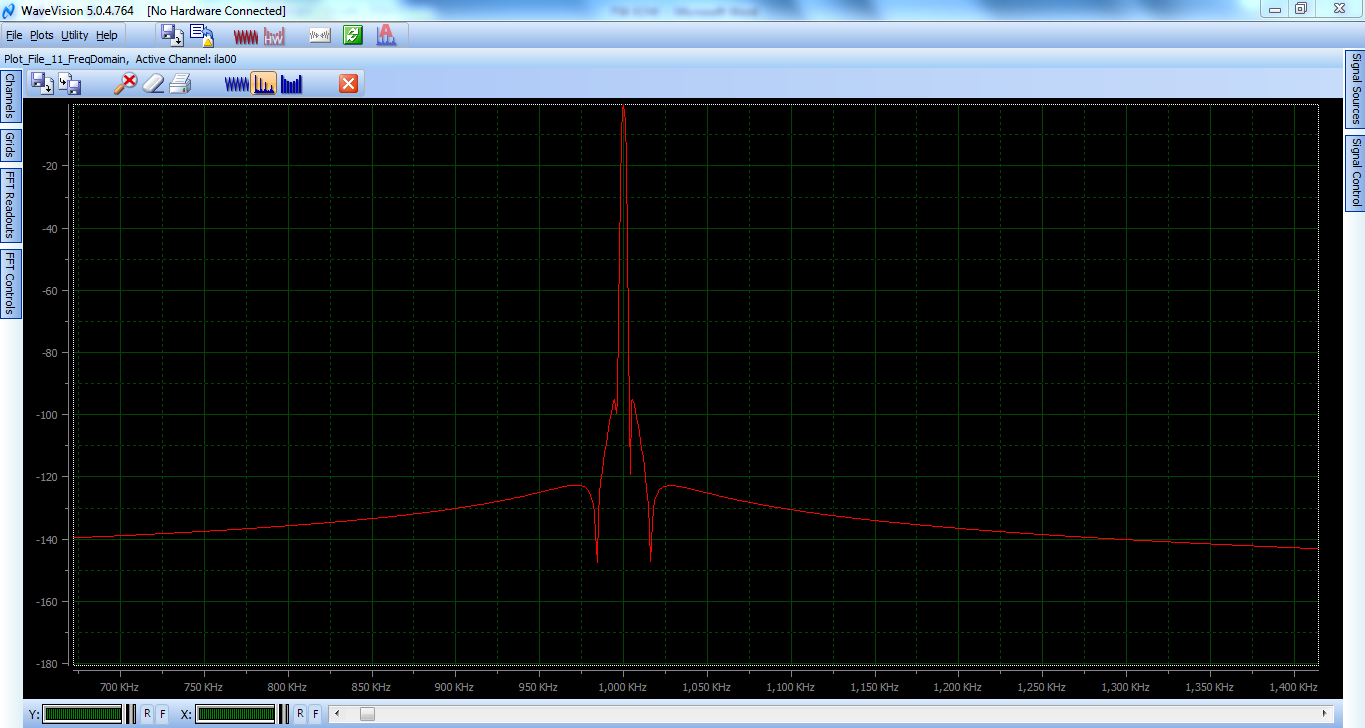 WaveVision 5.0.4.764 [No Hardware Connected]
File Plots Utility Help
HW
A
Plot_File_11_FreqDomain, Active Channel: ila00
Channels
Grids
FFT Readouts
FFT Controls
Signal Sources
Signal Control
-20
-40
-60
-80
-100
-120
-140
-160
-180
700 KHz 750 KHz 800 KHz 850 KHz 900 KHz 950 KHz 1,000 KHz 1,050 KHz 1,100 KHz 1,150 KHz 1,200 KHz 1,250 KHz 1,300 KHz 1,350 KHz 1,400 KHz
Y: R F X: R F